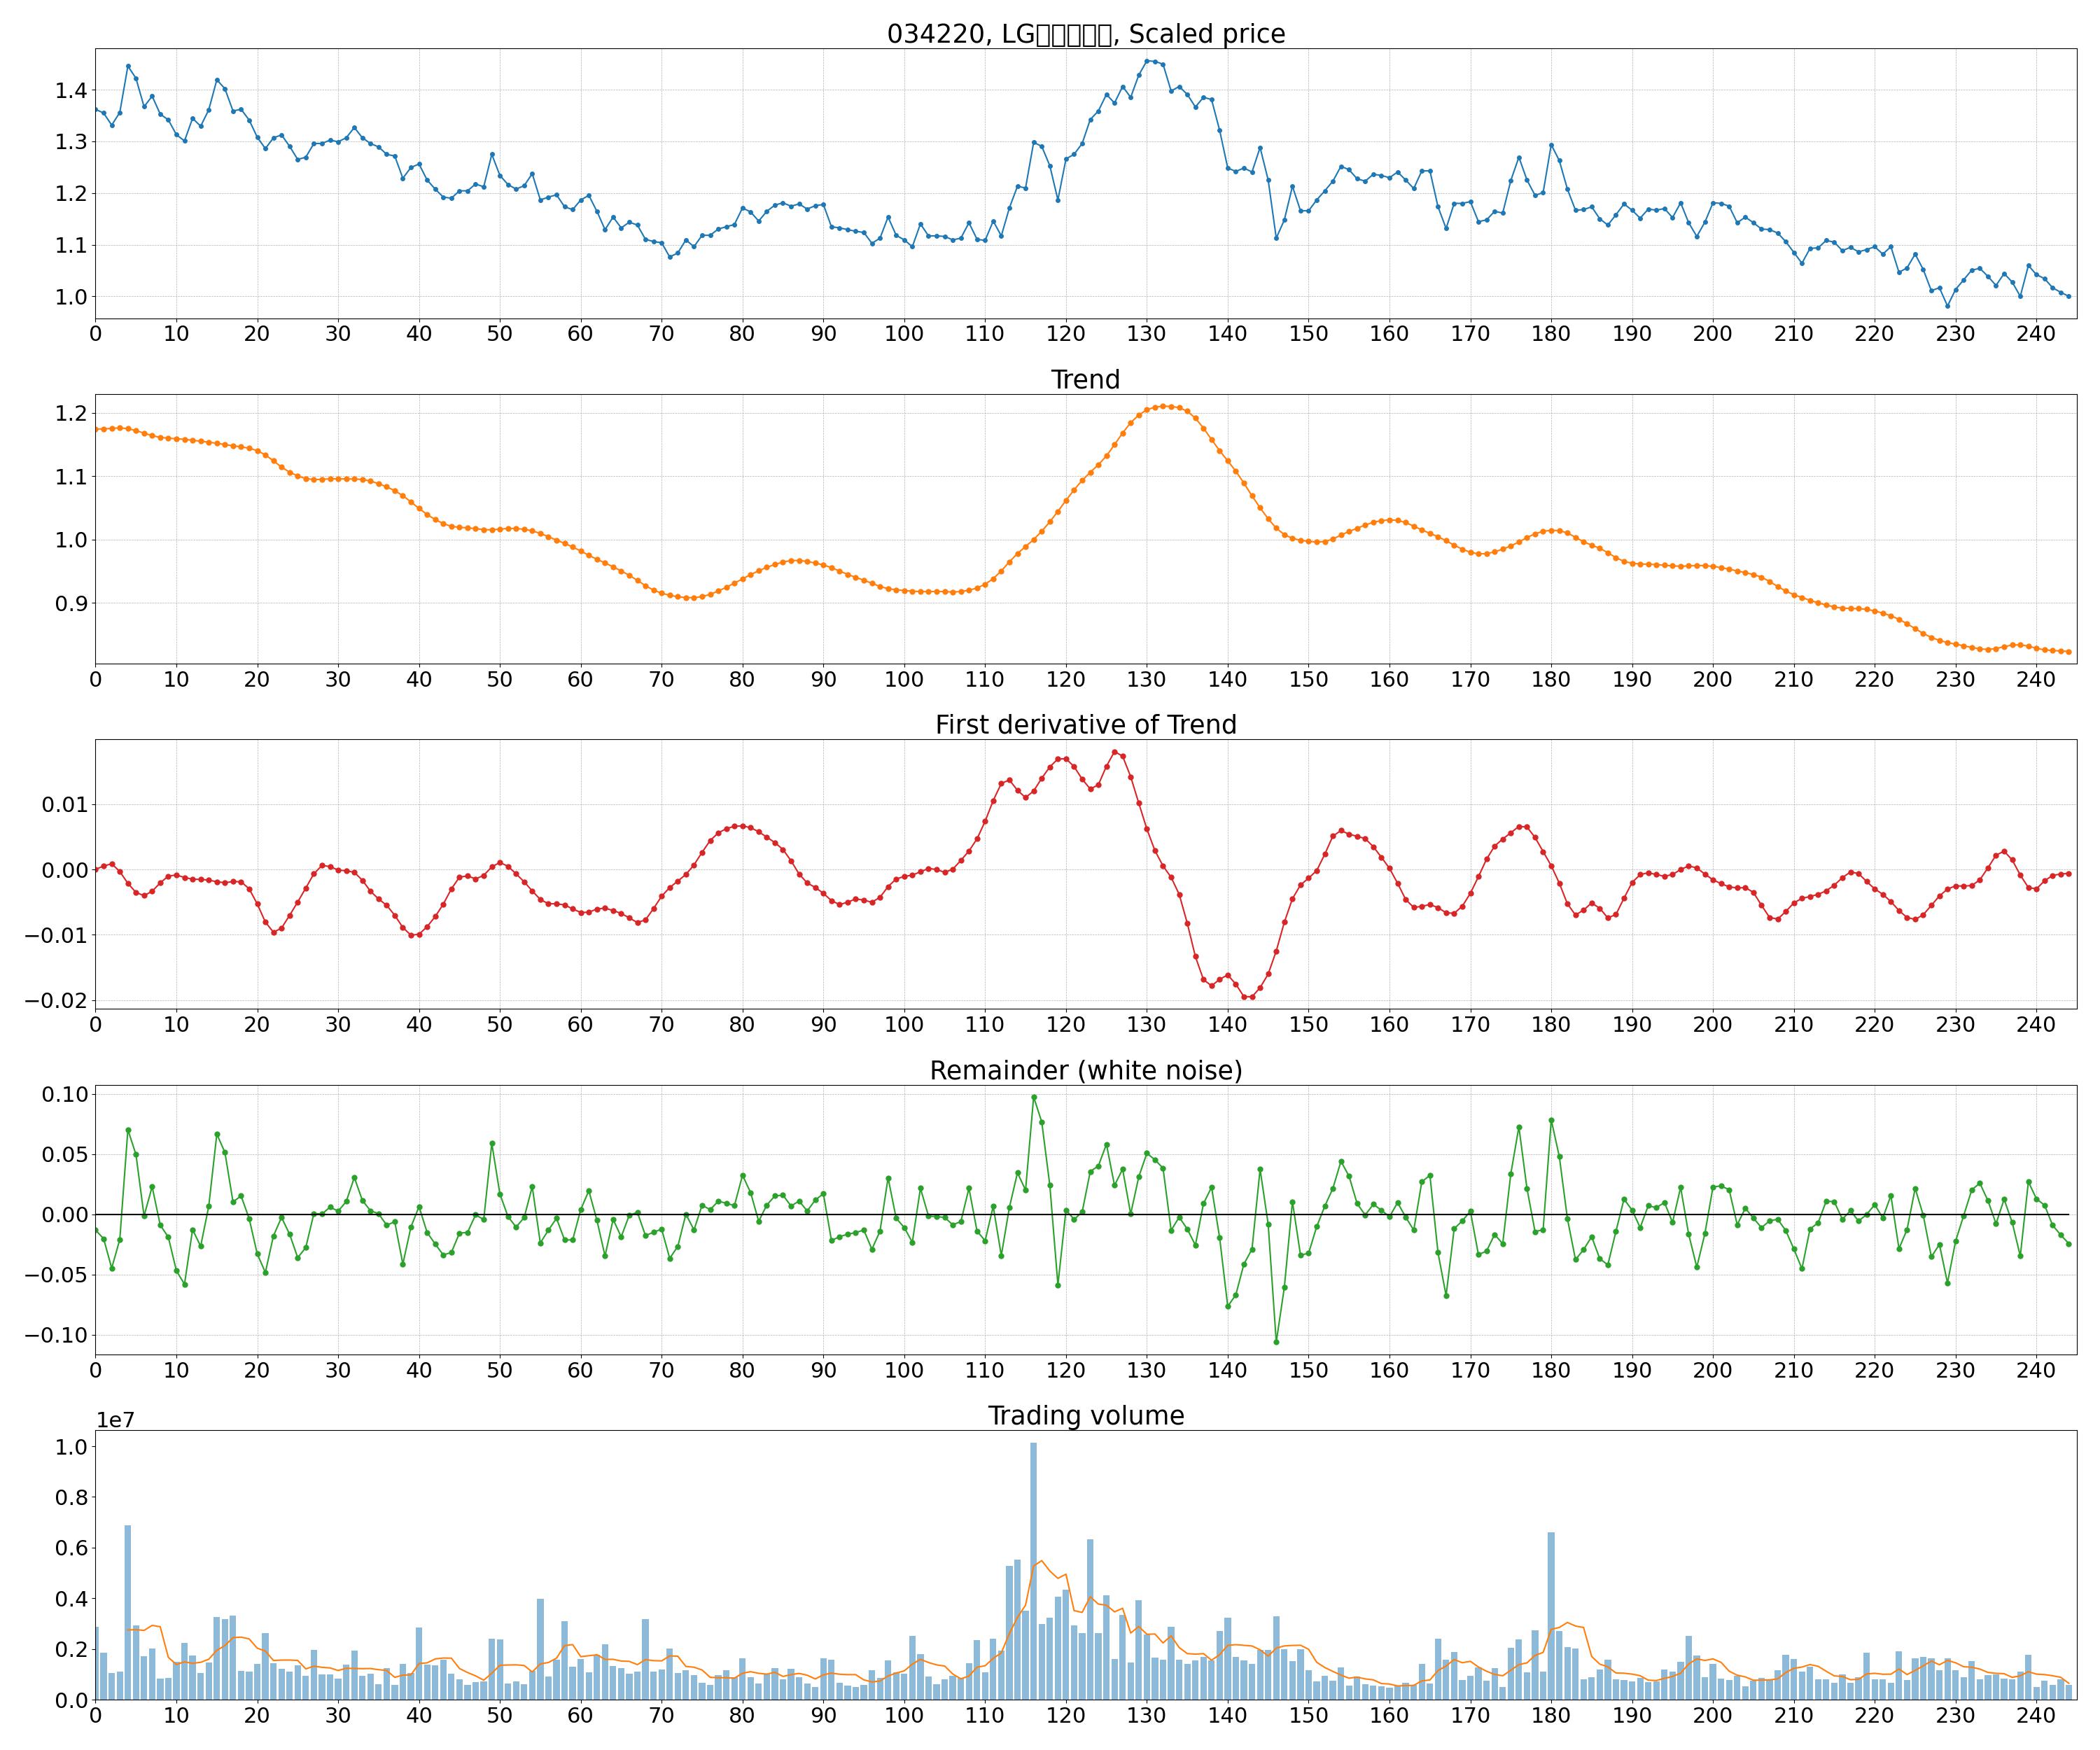 034220, LG□□□□□, Scaled price
1.4
1.3
1.2
1.1
1.0
0 10 20 30 40 50 60 70 80 90 100 110 120 130 140 150 160 170 180 190 200 210 220 230 240
Trend
1.2
1.1
1.0
0.9
0 10 20 30 40 50 60 70 80 90 100 110 120 130 140 150 160 170 180 190 200 210 220 230 240
First derivative of Trend
0.01
0.00
−0.01
−0.02
0 10 20 30 40 50 60 70 80 90 100 110 120 130 140 150 160 170 180 190 200 210 220 230 240
Remainder (white noise)
0.10
0.05
0.00
−0.05
−0.10
0 10 20 30 40 50 60 70 80 90 100 110 120 130 140 150 160 170 180 190 200 210 220 230 240
Trading volume
1e7
1.0
0.8
0.6
0.4
0.2
0.0
0 10 20 30 40 50 60 70 80 90 100 110 120 130 140 150 160 170 180 190 200 210 220 230 240